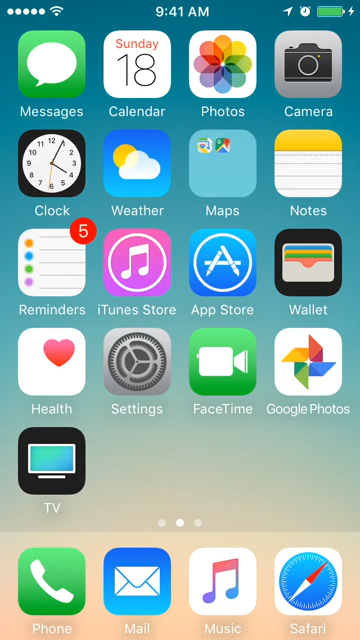 9:41 AM
Sunday
18
Messages Calendar Photos Camera
Clock Weather Maps Notes
5
Reminders iTunes Store App Store Wallet
Health Settings FaceTime Google Photos
TV
Phone Mail Music Safari